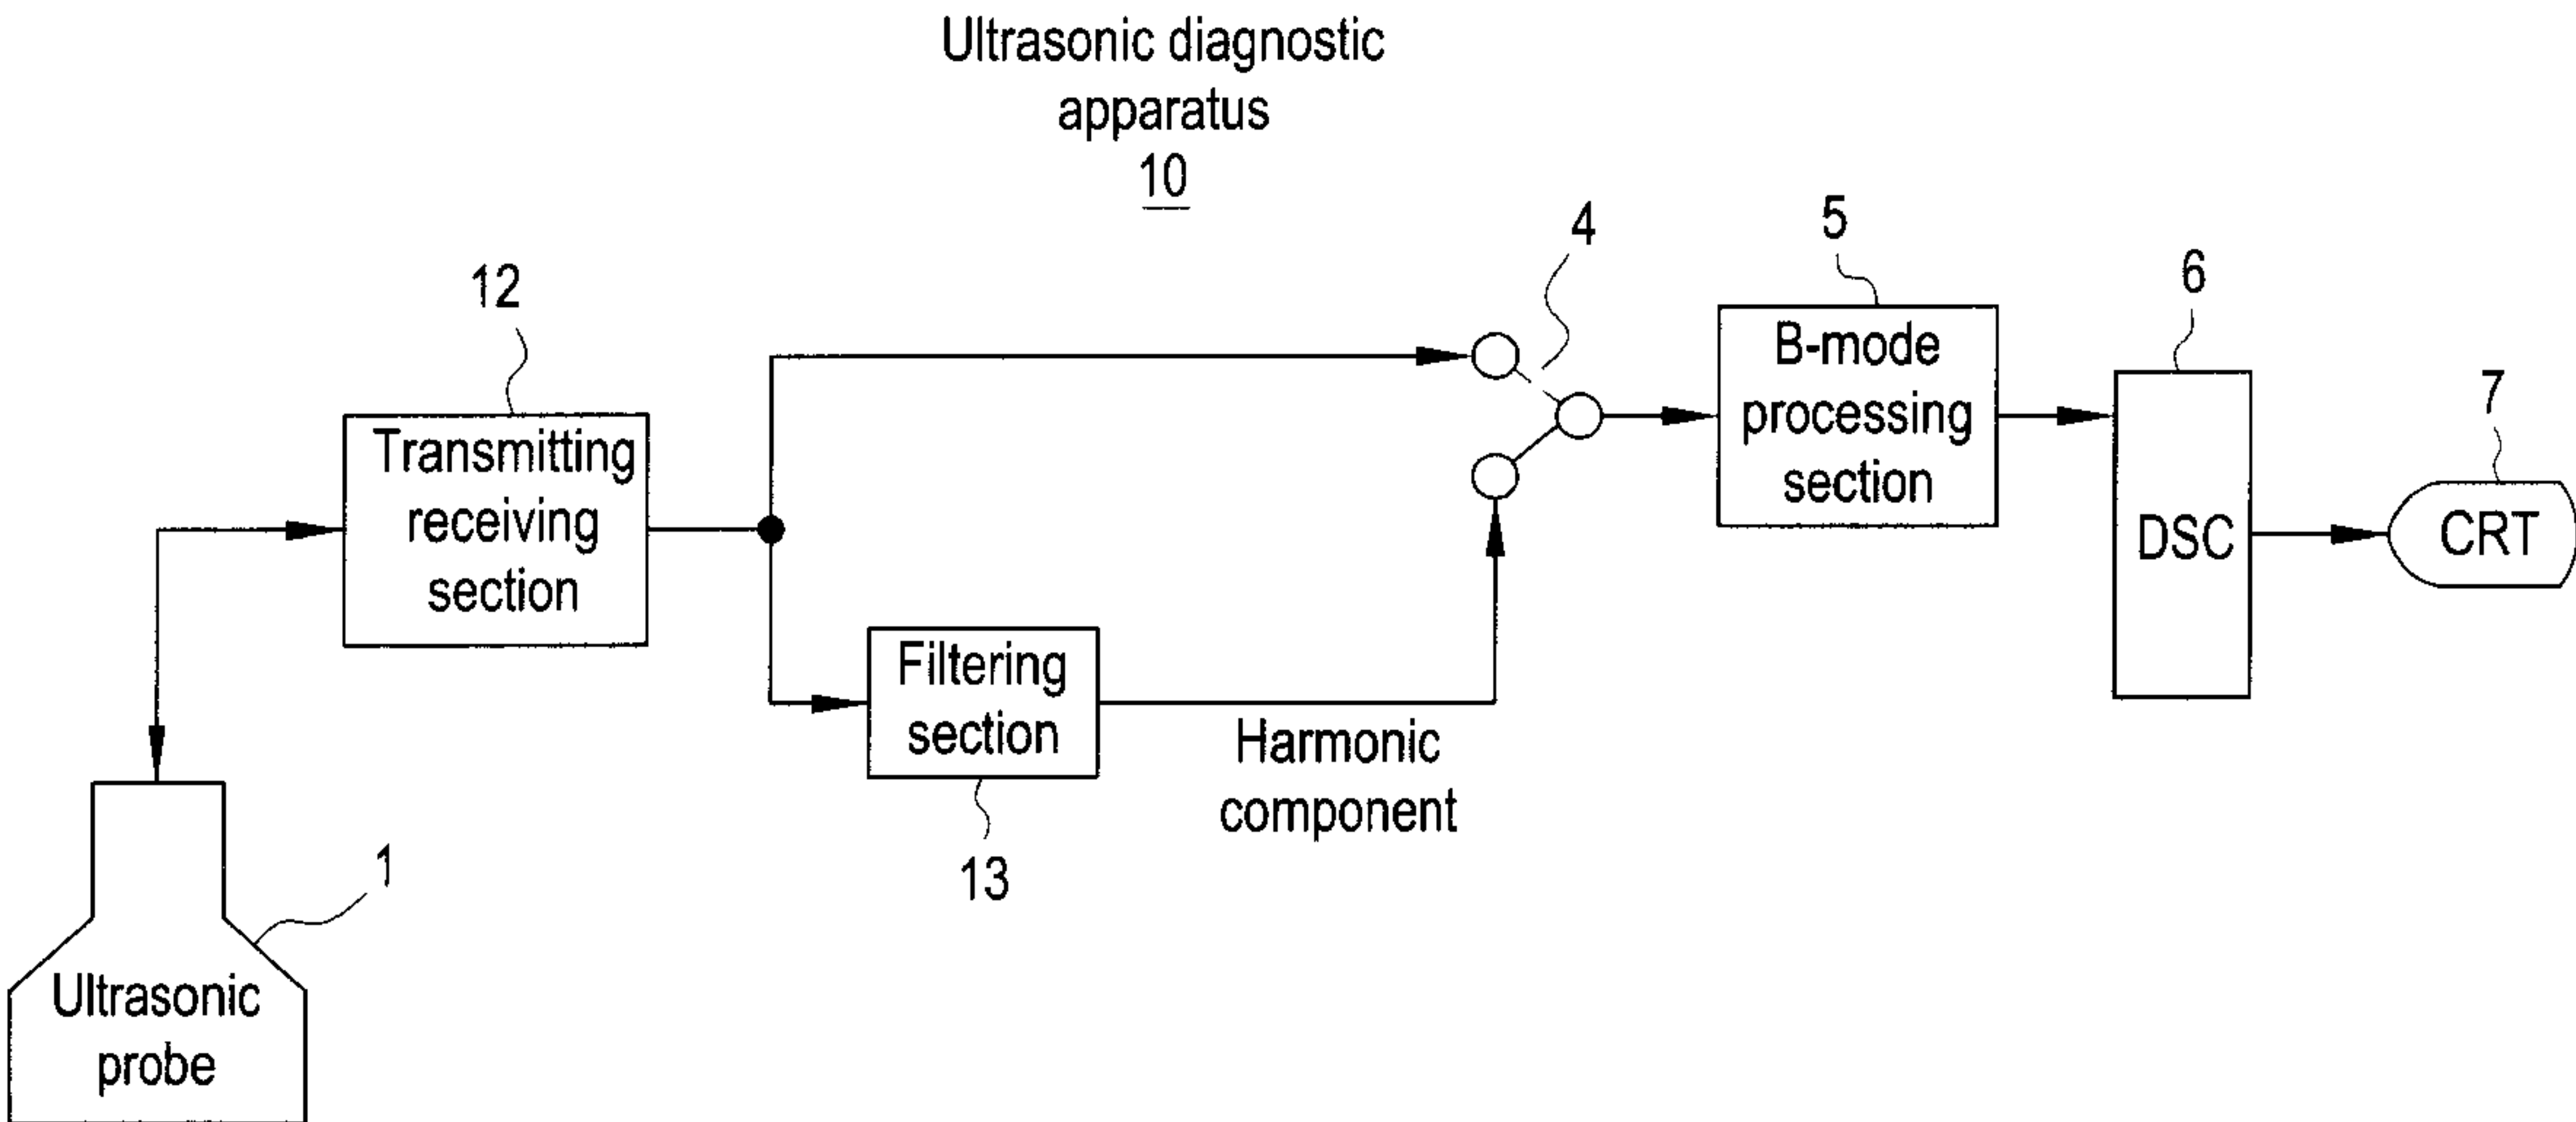 Ultrasonic diagnostic
apparatus
10
12
Transmitting
receiving
section
4
5
B-mode
processing
section
6
DSC
7
CRT
Filtering
section
13
Harmonic
component
1
Ultrasonic
probe